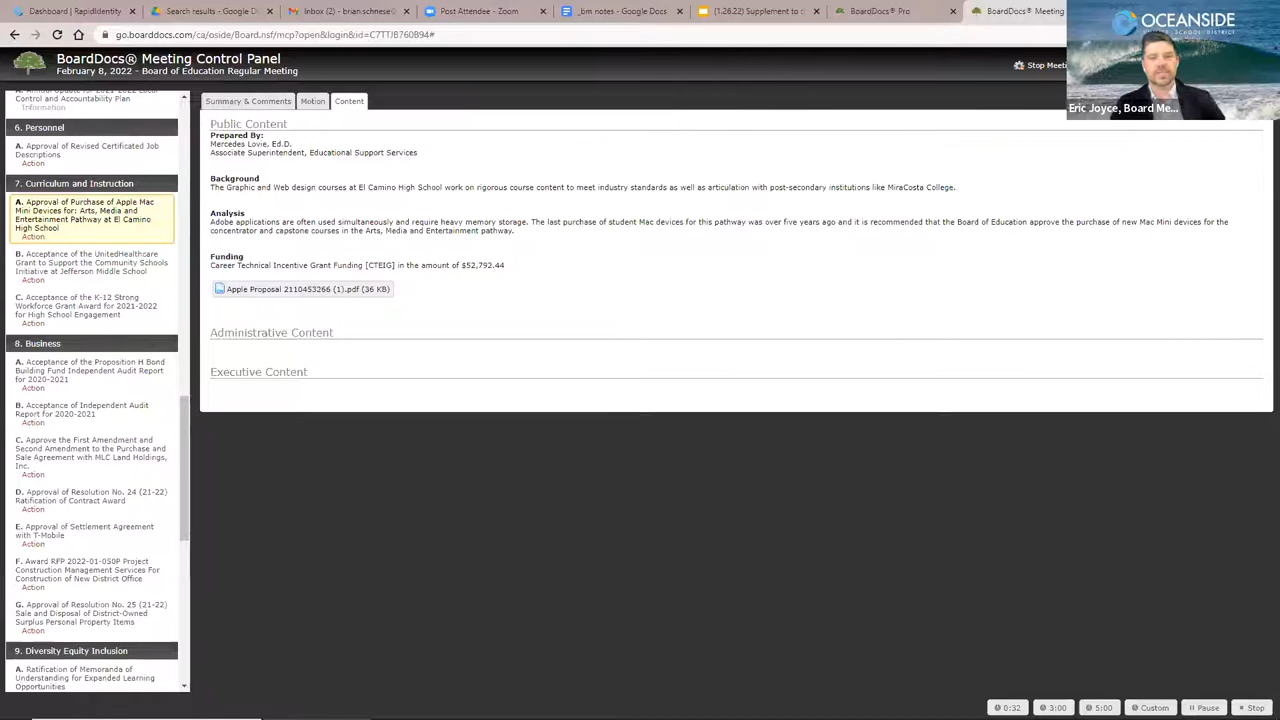 Dashboard | RapidIdentity
Search results - Google Drive
Inbox (2) - brian.schnese
Post Attendee - Zoom
_bm notes - Google Docs
(1.26.22) Supplement to th
BoardDocs® Pro
BoardDocs® Meeting
go.boarddocs.com/ca/oside/Board.nsf/mcp?open&login&id=C7TTJ8760B94#
OCEANSIDE
UNIFIED SCHOOL DISTRICT
BoardDocs® Meeting Control Panel
February 8, 2022 - Board of Education Regular Meeting
Stop Meeti
Eric Joyce, Board Me...
A. Annual Update for 2021-2022 Local
Control and Accountability Plan
Information
6. Personnel
A. Approval of Revised Certificated Job
Descriptions
Action
7. Curriculum and Instruction
A. Approval of Purchase of Apple Mac
Mini Devices for: Arts, Media and
Entertainment Pathway at El Camino
High School
Action
B. Acceptance of the UnitedHealthcare
Grant to Support the Community Schools
Initiative at Jefferson Middle School
Action
C. Acceptance of the K-12 Strong
Workforce Grant Award for 2021-2022
for High School Engagement
Action
8. Business
A. Acceptance of the Proposition H Bond
Building Fund Independent Audit Report
for 2020-2021
Action
B. Acceptance of Independent Audit
Report for 2020-2021
Action
C. Approve the First Amendment and
Second Amendment to the Purchase and
Sale Agreement with MLC Land Holdings,
Inc.
Action
D. Approval of Resolution No. 24 (21-22)
Ratification of Contract Award
Action
E. Approval of Settlement Agreement
with T-Mobile
Action
F. Award RFP 2022-01-050P Project
Construction Management Services For
Construction of New District Office
Action
G. Approval of Resolution No. 25 (21-22)
Sale and Disposal of District-Owned
Surplus Personal Property Items
Action
9. Diversity Equity Inclusion
A. Ratification of Memoranda of
Understanding for Expanded Learning
Opportunities
Summary & Comments
Motion
Content
Public Content
Prepared By:
Mercedes Lovie, Ed.D.
Associate Superintendent, Educational Support Services
Background
The Graphic and Web design courses at El Camino High School work on rigorous course content to meet industry standards as well as articulation with post-secondary institutions like MiraCosta College.
Analysis
Adobe applications are often used simultaneously and require heavy memory storage. The last purchase of student Mac devices for this pathway was over five years ago and it is recommended that the Board of Education approve the purchase of new Mac Mini devices for the
concentrator and capstone courses in the Arts, Media and Entertainment pathway.
Funding
Career Technical Incentive Grant Funding [CTEIG] in the amount of $52,792.44
Apple Proposal 2110453266 (1).pdf (36 KB)
Administrative Content
Executive Content
0:32
3:00
5:00
Custom
Pause
Stop